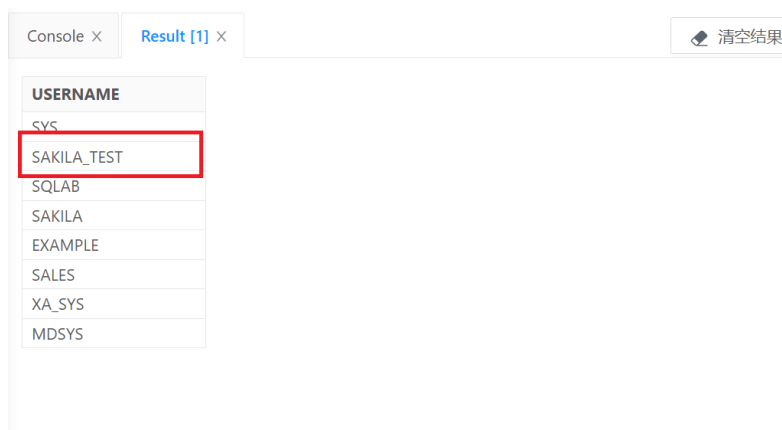 Console × Result [1] × 清空结果
USERNAME
SYS
SAKILA_TEST
SQLAB
SAKILA
EXAMPLE
SALES
XA_SYS
MDSYS